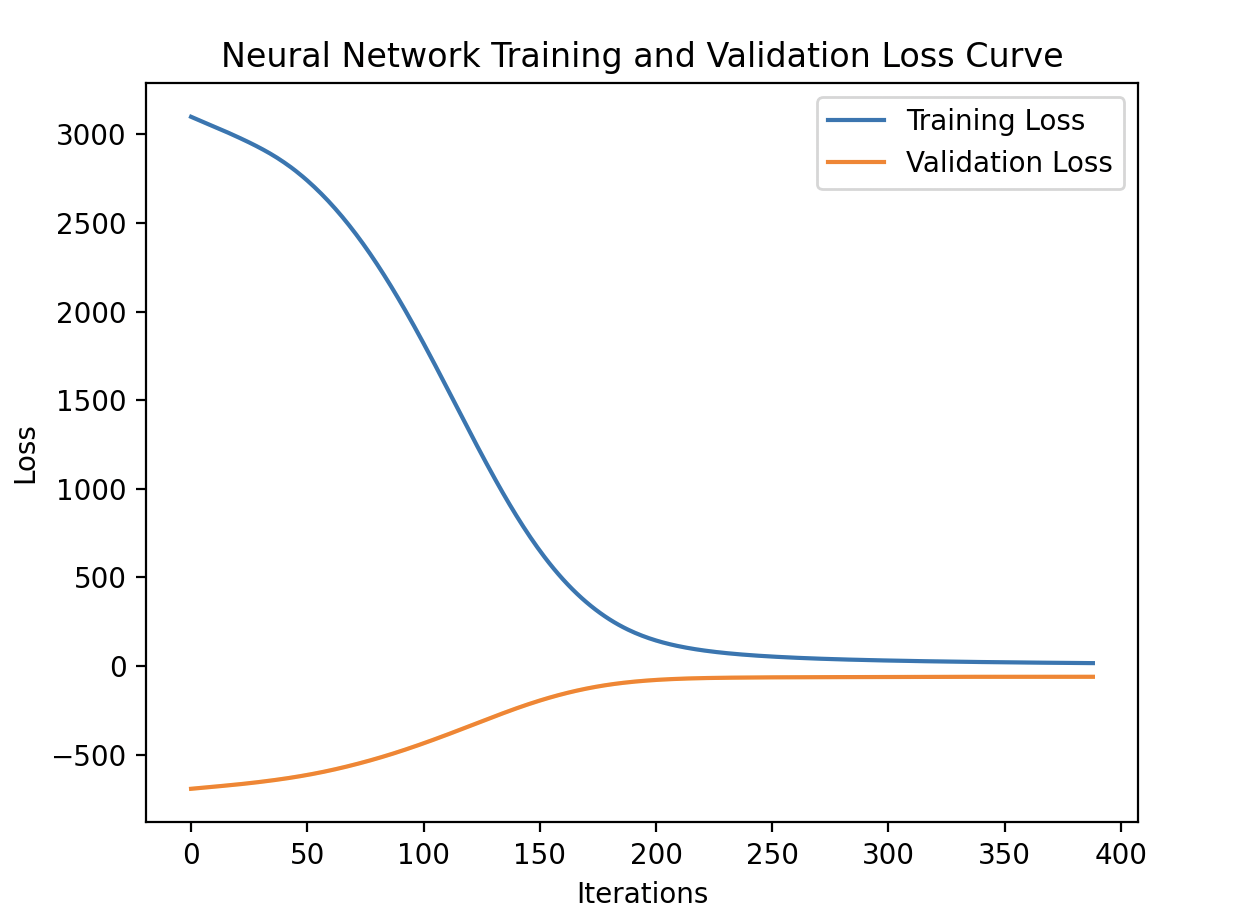 Neural Network Training and Validation Loss Curve
Training Loss
Validation Loss
3000
2500
2000
1500
1000
500
0
−500
Loss
0 50 100 150 200 250 300 350 400
Iterations